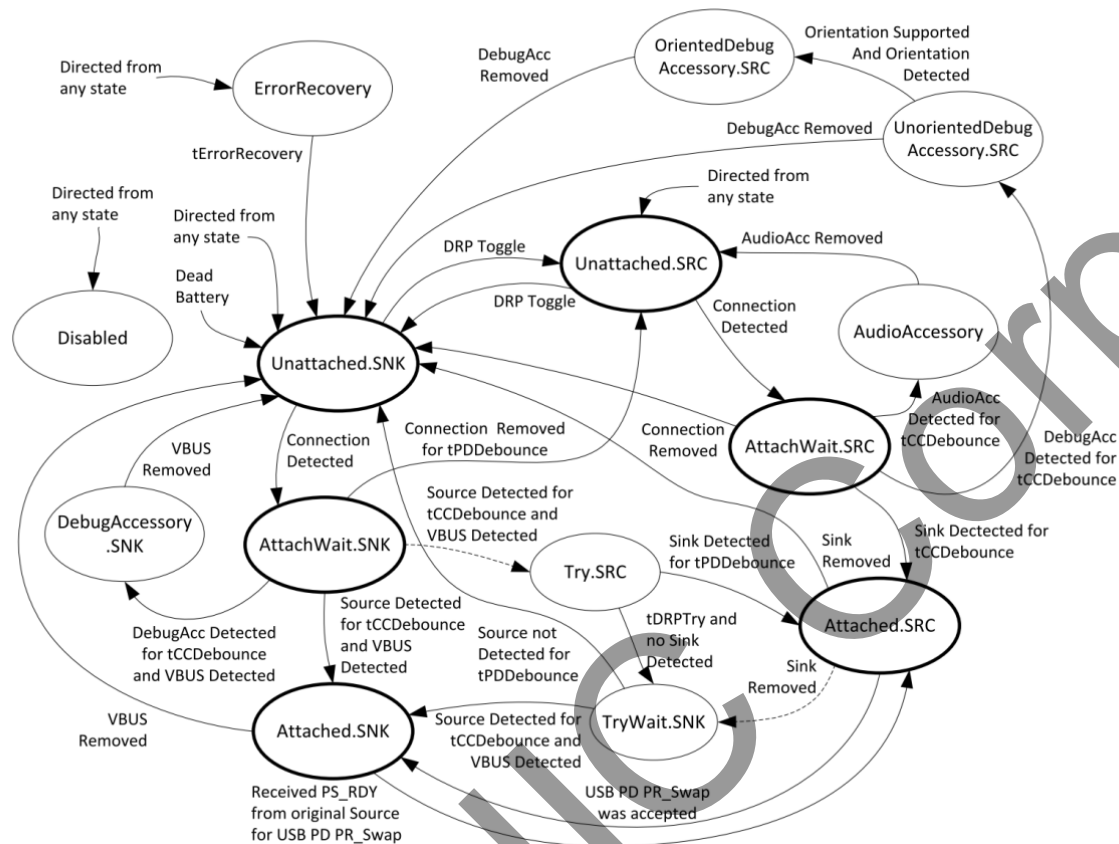 Orientation Supported
And Orientation
Detected
OrientedDebug
Accessory.SRC
DebugAcc
Removed
Directed from
any state
ErrorRecovery
DebugAcc Removed
UnorientedDebug
Accessory.SRC
tErrorRecovery
Directed from
any state
Directed from
any state
Directed from
any state
AudioAcc Removed
DRP Toggle
Unattached.SRC
Dead
Battery
DRP Toggle
Connection
Detected
Disabled
Unattached.SNK
AudioAccessory
AudioAcc
Detected for
tCCDebounce
VBUS
Removed
Connection
Detected
Connection Removed
for tPDDebounce
Connection
Removed
AttachWait.SRC
DebugAcc
Detected for
tCCDebounce
Source Detected for
tCCDebounce and
VBUS Detected
DebugAccessory
.SNK
AttachWait.SNK
Sink Detected
for tPDDebounce
Sink
Removed
Sink Dectected for
tCCDebounce
Try.SRC
Source Detected
for tCCDebounce
and VBUS
Detected
tDRPTry and
no Sink
Detected
Attached.SRC
DebugAcc Detected
for tCCDebounce
and VBUS Detected
Source not
Detected for
tPDDebounce
Sink
Removed
VBUS
Removed
Attached.SNK
Source Detected for
tCCDebounce and
VBUS Detected
TryWait.SNK
Received PS_RDY
from original Source
for USB PD PR_Swap
USB PD PR_Swap
was accepted